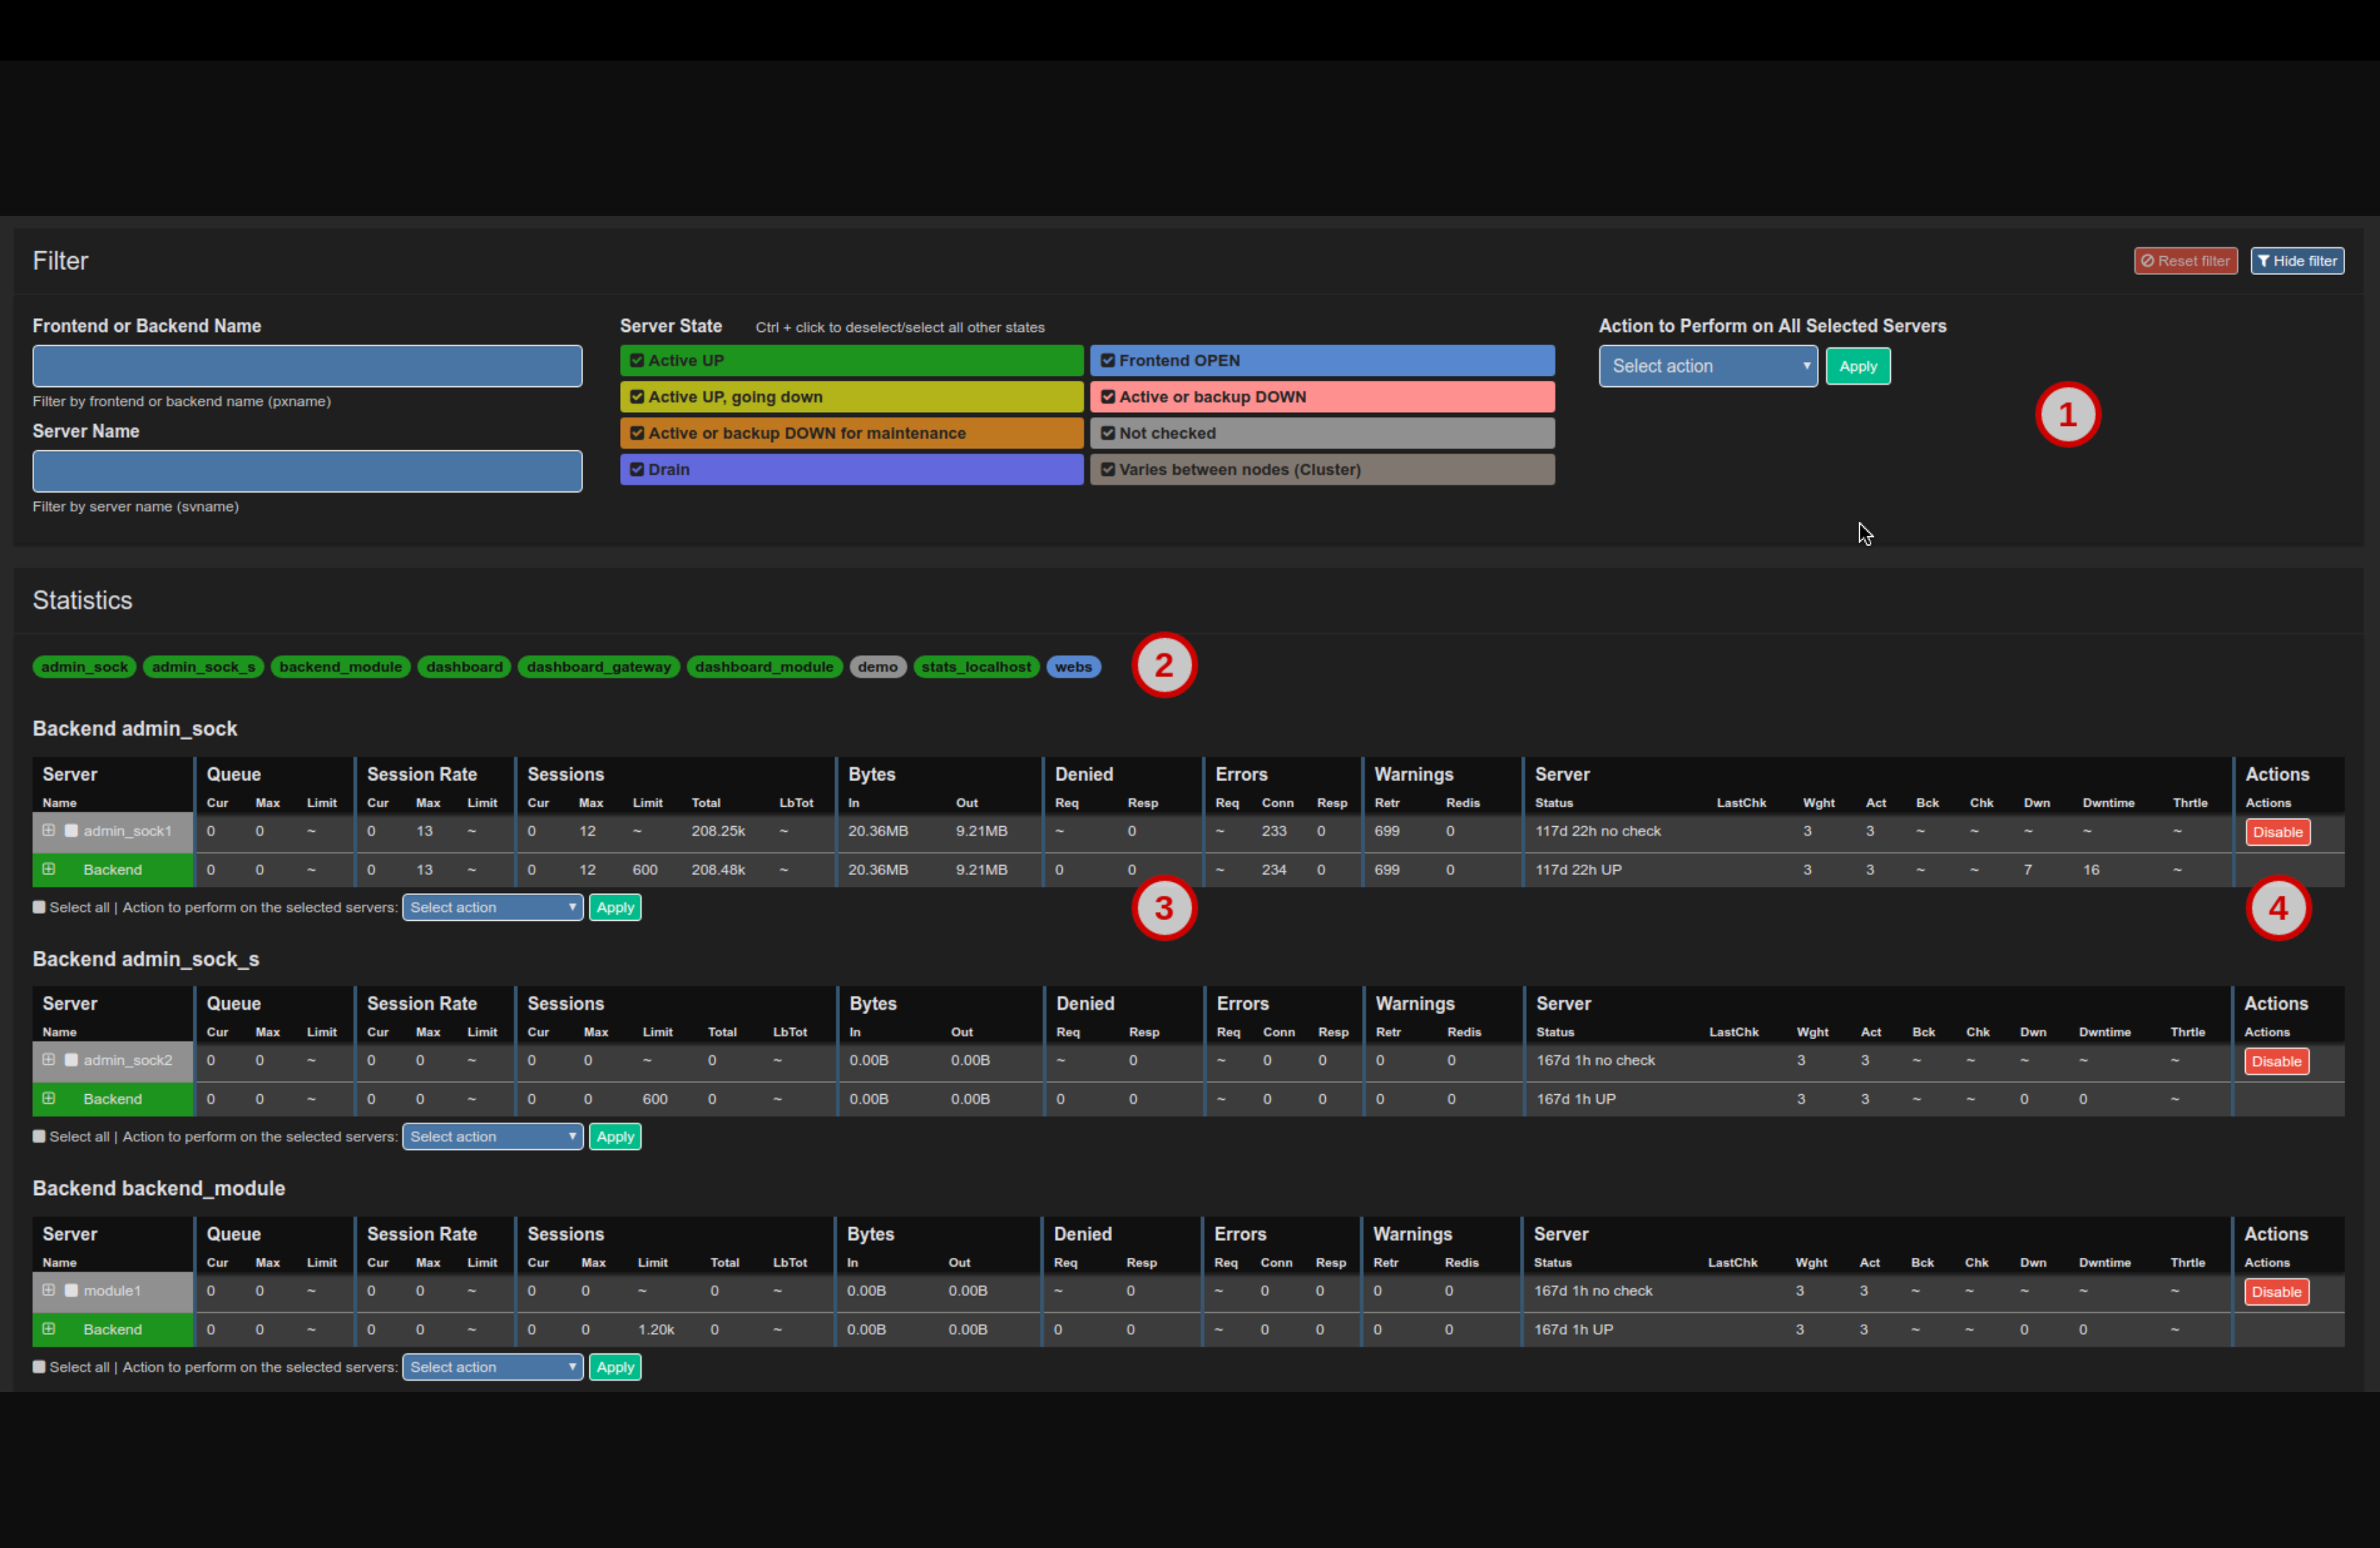 Filter
Reset filter Hide filter
Frontend or Backend Name
Filter by frontend or backend name (pxname)
Server Name
Filter by server name (svname)
Server State Ctrl + click to deselect/select all other states
Active UP Frontend OPEN
Active UP, going down Active or backup DOWN
Active or backup DOWN for maintenance Not checked
Drain Varies between nodes (Cluster)
Action to Perform on All Selected Servers
Select action Apply
1
Statistics
admin_sock admin_sock_s backend_module dashboard dashboard_gateway dashboard_module demo stats_localhost webs 2
Backend admin_sock
Server Queue Session Rate Sessions Bytes Denied Errors Warnings Server Actions
Name Cur Max Limit Cur Max Limit Cur Max Limit Total LbTot In Out Req Resp Req Conn Resp Retr Redis Status LastChk Wght Act Bck Chk Dwn Dwntime Thrtle Actions
admin_sock1 0 0 ~ 0 13 ~ 0 12 ~ 208.25k ~ 20.36MB 9.21MB ~ 0 ~ 233 0 699 0 117d 22h no check 3 3 ~ ~ ~ ~ ~ Disable
Backend 0 0 ~ 0 13 ~ 0 12 600 208.48k ~ 20.36MB 9.21MB 0 0 ~ 234 0 699 0 117d 22h UP 3 3 ~ ~ 7 16 ~
Select all | Action to perform on the selected servers: Select action Apply 3 4
Backend admin_sock_s
Server Queue Session Rate Sessions Bytes Denied Errors Warnings Server Actions
Name Cur Max Limit Cur Max Limit Cur Max Limit Total LbTot In Out Req Resp Req Conn Resp Retr Redis Status LastChk Wght Act Bck Chk Dwn Dwntime Thrtle Actions
admin_sock2 0 0 ~ 0 0 ~ 0 0 ~ 0 ~ 0.00B 0.00B ~ 0 ~ 0 0 0 0 167d 1h no check 3 3 ~ ~ ~ ~ ~ Disable
Backend 0 0 ~ 0 0 ~ 0 0 600 0 ~ 0.00B 0.00B 0 0 ~ 0 0 0 0 167d 1h UP 3 3 ~ ~ 0 0 ~
Select all | Action to perform on the selected servers: Select action Apply
Backend backend_module
Server Queue Session Rate Sessions Bytes Denied Errors Warnings Server Actions
Name Cur Max Limit Cur Max Limit Cur Max Limit Total LbTot In Out Req Resp Req Conn Resp Retr Redis Status LastChk Wght Act Bck Chk Dwn Dwntime Thrtle Actions
module1 0 0 ~ 0 0 ~ 0 0 ~ 0 ~ 0.00B 0.00B ~ 0 ~ 0 0 0 0 167d 1h no check 3 3 ~ ~ ~ ~ ~ Disable
Backend 0 0 ~ 0 0 ~ 0 0 1.20k 0 ~ 0.00B 0.00B 0 0 ~ 0 0 0 0 167d 1h UP 3 3 ~ ~ 0 0 ~
Select all | Action to perform on the selected servers: Select action Apply